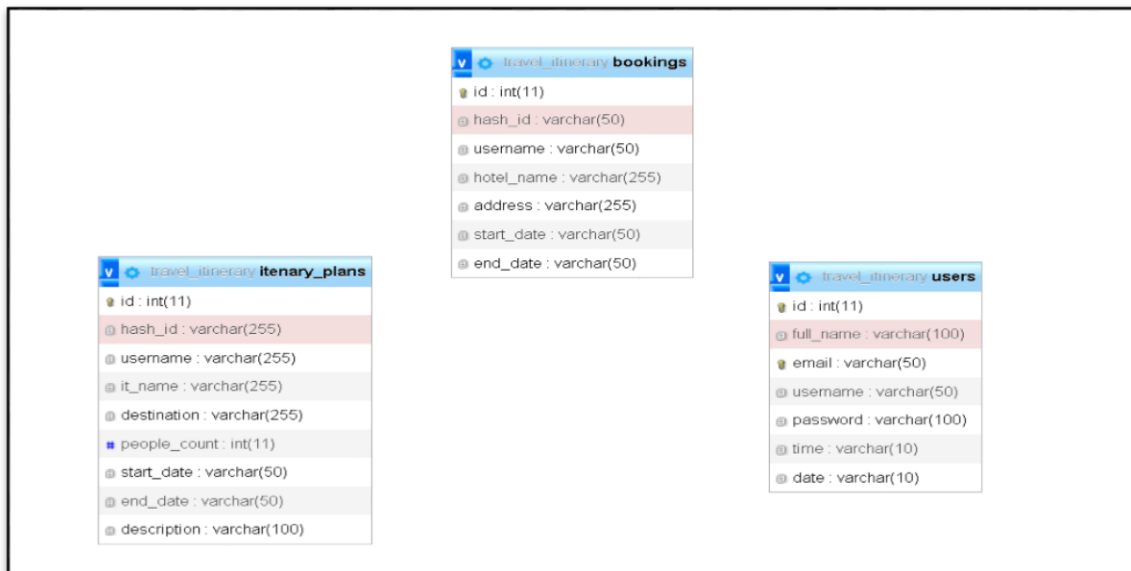 v travel_itinerary bookings
id : int(11)
hash_id : varchar(50)
username : varchar(50)
hotel_name : varchar(255)
address : varchar(255)
start_date : varchar(50)
end_date : varchar(50)
v travel_itinerary itenary_plans
id : int(11)
hash_id : varchar(255)
username : varchar(255)
it_name : varchar(255)
destination : varchar(255)
# people_count : int(11)
start_date : varchar(50)
end_date : varchar(50)
description : varchar(100)
v travel_itinerary users
id : int(11)
full_name : varchar(100)
email : varchar(50)
username : varchar(50)
password : varchar(100)
time : varchar(10)
date : varchar(10)